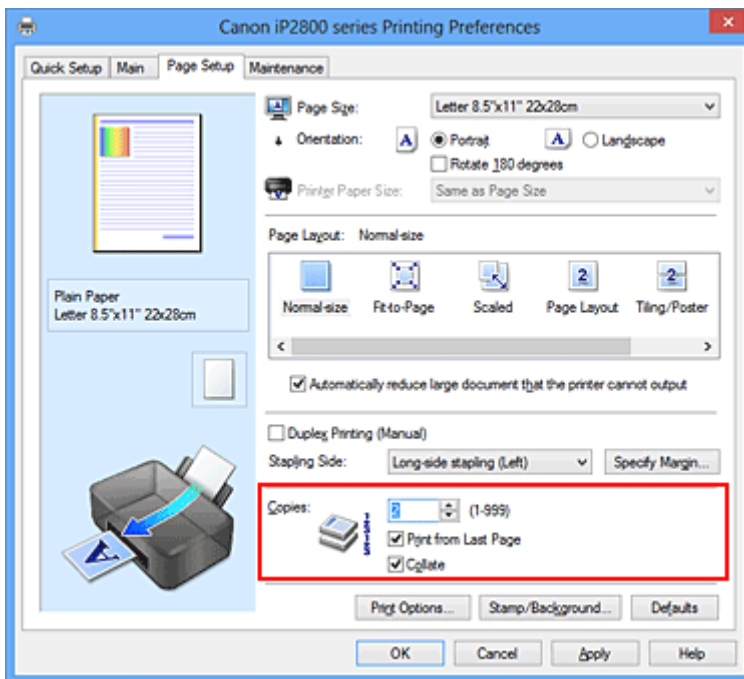 Canon iP2800 series Printing Preferences
Quick Setup Main Page Setup Maintenance
Page Size: Letter 8.5"x11" 22x28cm
Orientation: A Portrait A Landscape
Rotate 180 degrees
Printer Paper Size: Same as Page Size
Page Layout: Normal-size
Normal-size Fit-to-Page Scaled Page Layout Tiling/Poster
Plain Paper
Letter 8.5"x11" 22x28cm
Automatically reduce large document that the printer cannot output
Duplex Printing (Manual)
Stapling Side: Long-side stapling (Left) Specify Margin...
Copies: 2 (1-999)
Print from Last Page
Collate
Print Options... Stamp/Background... Defaults
OK Cancel Apply Help